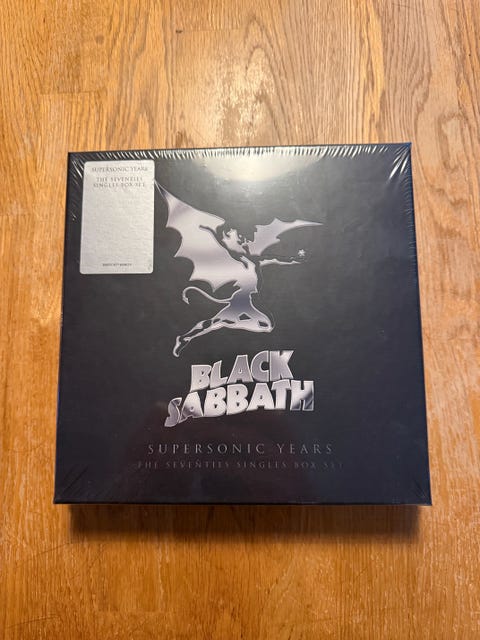 SUPERSONIC YEARS
THE SEVENTIES
SINGLES BOX SET
BLACK
SABBATH
SUPERSONIC YEARS
THE SEVENTIES SINGLES BOX SET